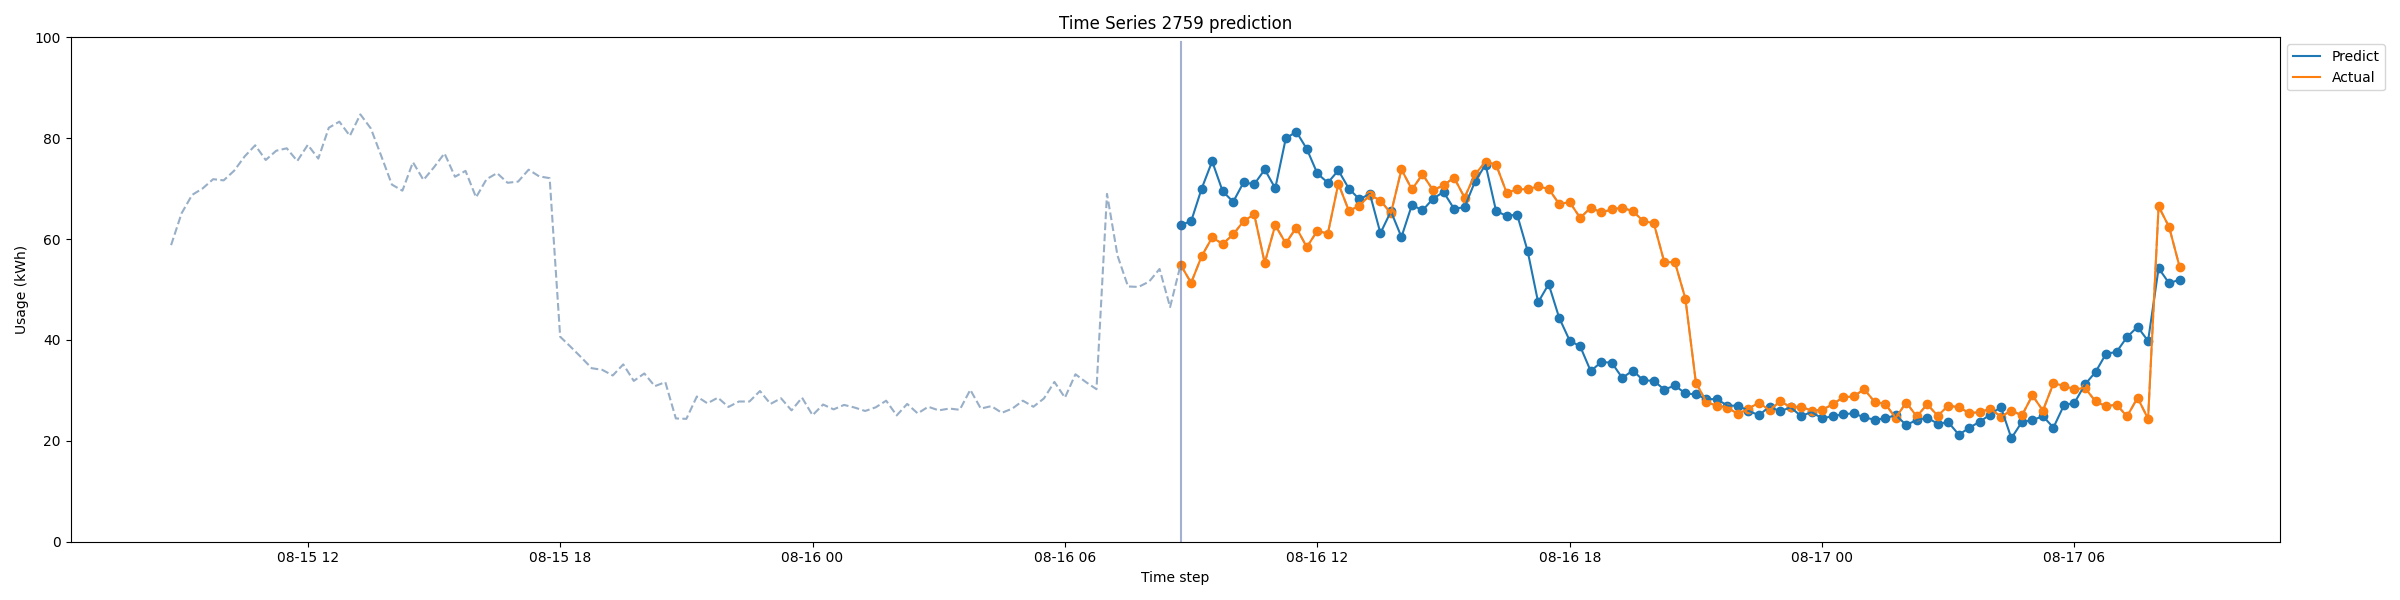 Time Series 2759 prediction
Predict
Actual
Usage (kWh)
100
80
60
40
20
0
08-15 12
08-15 18
08-16 00
08-16 06
08-16 12
08-16 18
08-17 00
08-17 06
Time step